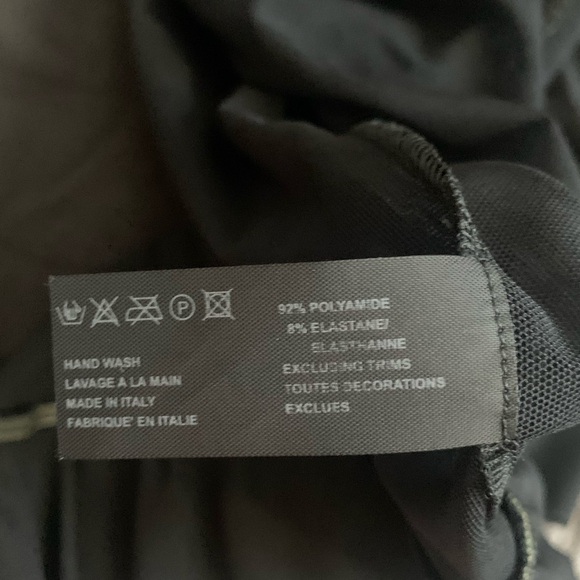 P
HAND WASH
LAVAGE A LA MAIN
MADE IN ITALY
FABRIQUE' EN ITALIE
92% POLYAMIDE
8% ELASTANE/
ELASTHANNE
EXCLUDING TRIMS
TOUTES DECORATIONS
EXCLUES